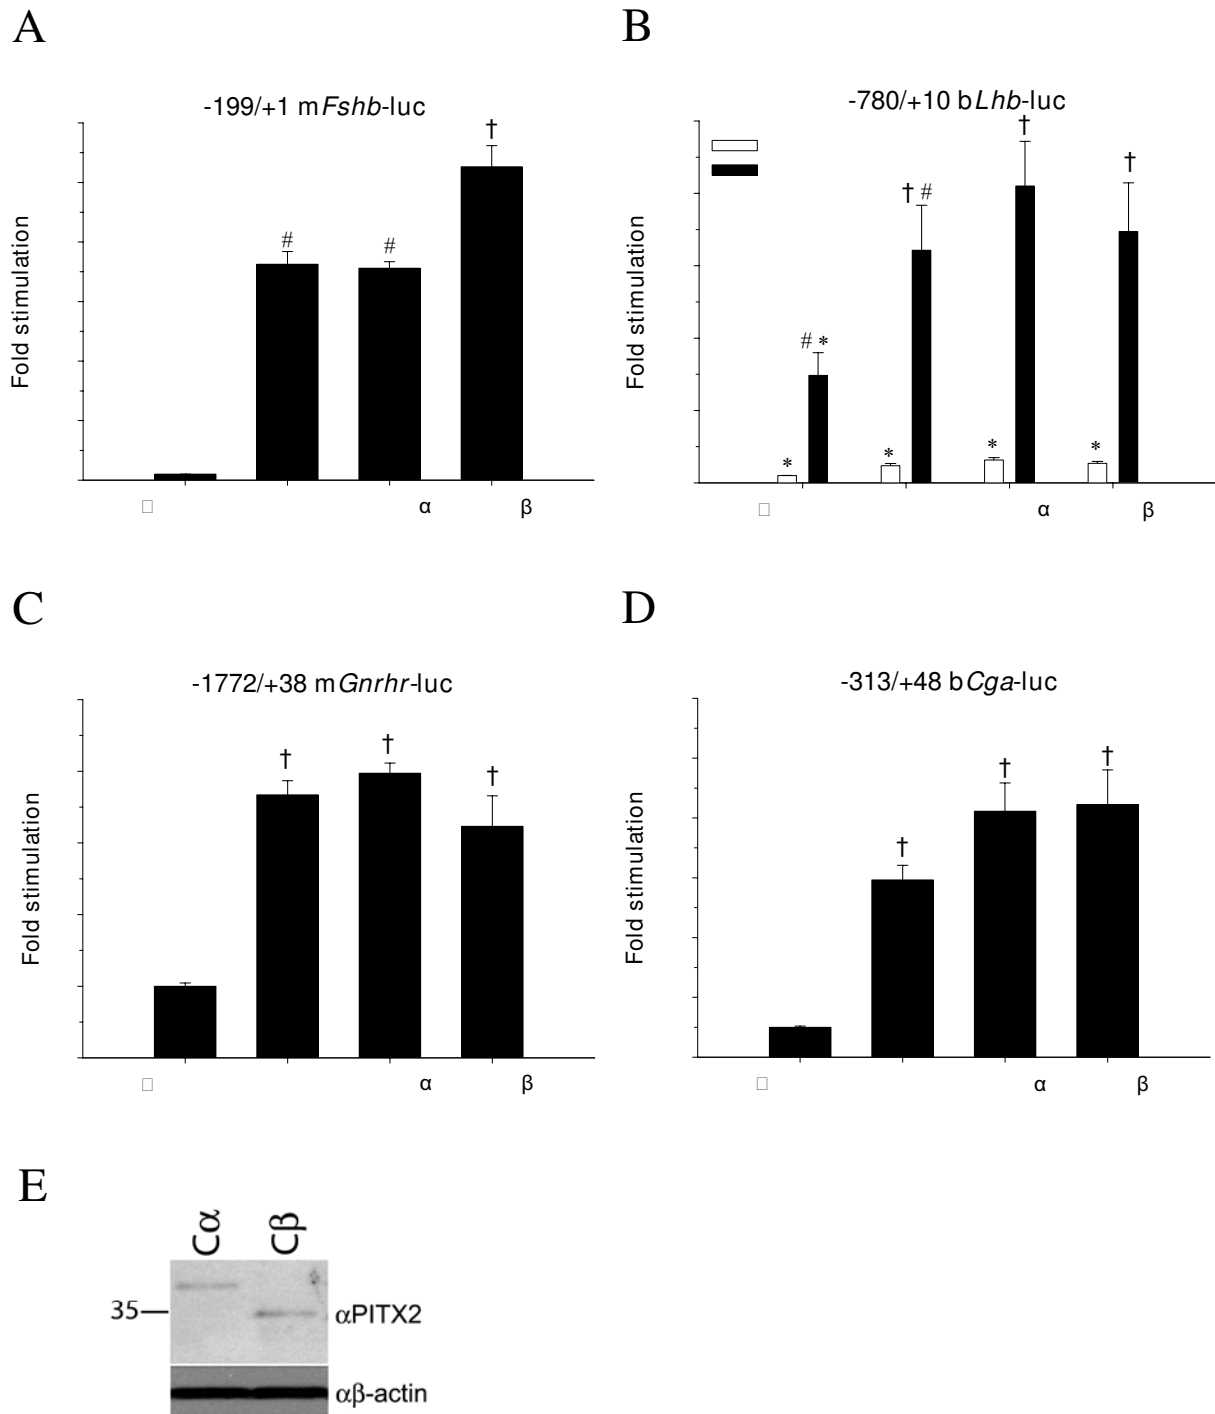 A
B
-199/+1 mFshb-luc
-780/+10 bLhb-luc
Fold stimulation
# # †
α β
Fold stimulation
# * † # † †
* * * *
α β
C
D
-1772/+38 mGnrhr-luc
-313/+48 bCga-luc
Fold stimulation
† † †
α β
Fold stimulation
† † †
α β
E
Cα Cβ
35
αPITX2
αβ-actin